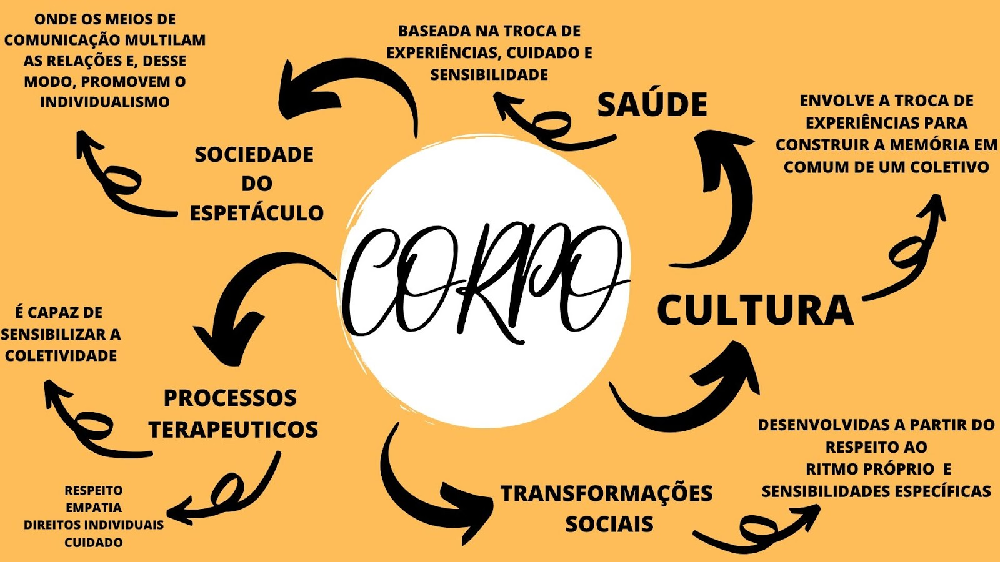 ONDE OS MEIOS DE
COMUNICAÇÃO MULTILAM
AS RELAÇÕES E, DESSE
MODO, PROMOVEM O
INDIVIDUALISMO
BASEADA NA TROCA DE
EXPERIÊNCIAS, CUIDADO E
SENSIBILIDADE
SAÚDE
ENVOLVE A TROCA DE
EXPERIÊNCIAS PARA
CONSTRUIR A MEMÓRIA EM
COMUM DE UM COLETIVO
SOCIEDADE
DO
ESPETÁCULO
CORPO
CULTURA
É CAPAZ DE
SENSIBILIZAR A
COLETIVIDADE
PROCESSOS
TERAPEUTICOS
RESPEITO
EMPATIA
DIREITOS INDIVIDUAIS
CUIDADO
TRANSFORMAÇÕES
SOCIAIS
DESENVOLVIDAS A PARTIR DO
RESPEITO AO
RITMO PRÓPRIO E
SENSIBILIDADES ESPECÍFICAS